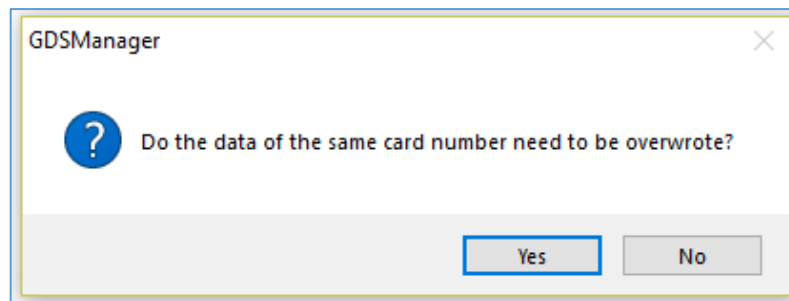 GDSManager
Do the data of the same card number need to be overwrote?
Yes
No